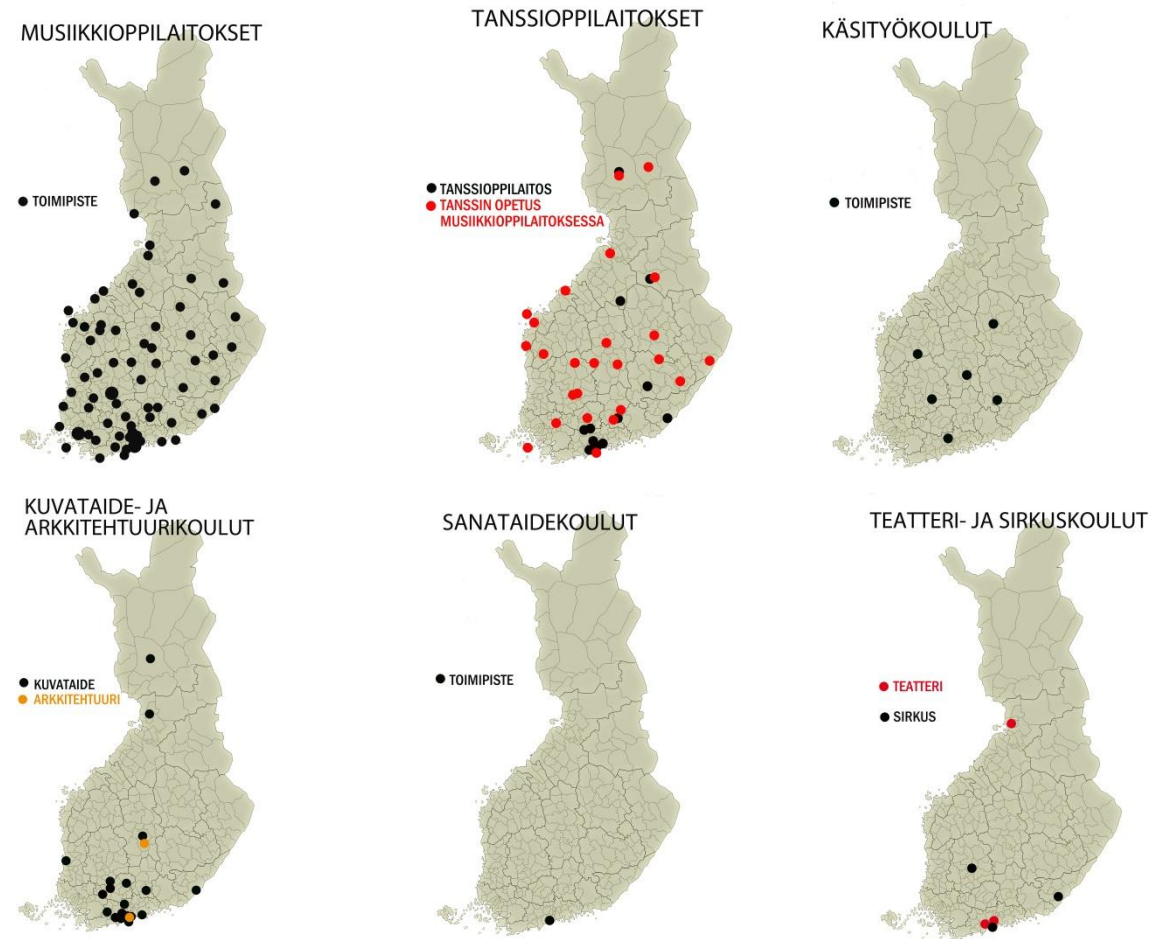 MUSIIKKIOPPILAITOKSET
TOIMIPISTE
TANSSIOPPILAITOKSET
TANSSIOPPILAITOS
TANSSIN OPETUS
MUSIIKKIOPPILAITOKSESSA
KÄSITYÖKOULUT
TOIMIPISTE
KUVATAIDE- JA
ARKKITEHTUURIKOULUT
KUVATAIDE
ARKKITEHTUURI
SANATAIDEKOULUT
TOIMIPISTE
TEATTERI- JA SIRKUSKOULUT
TEATTERI
SIRKUS